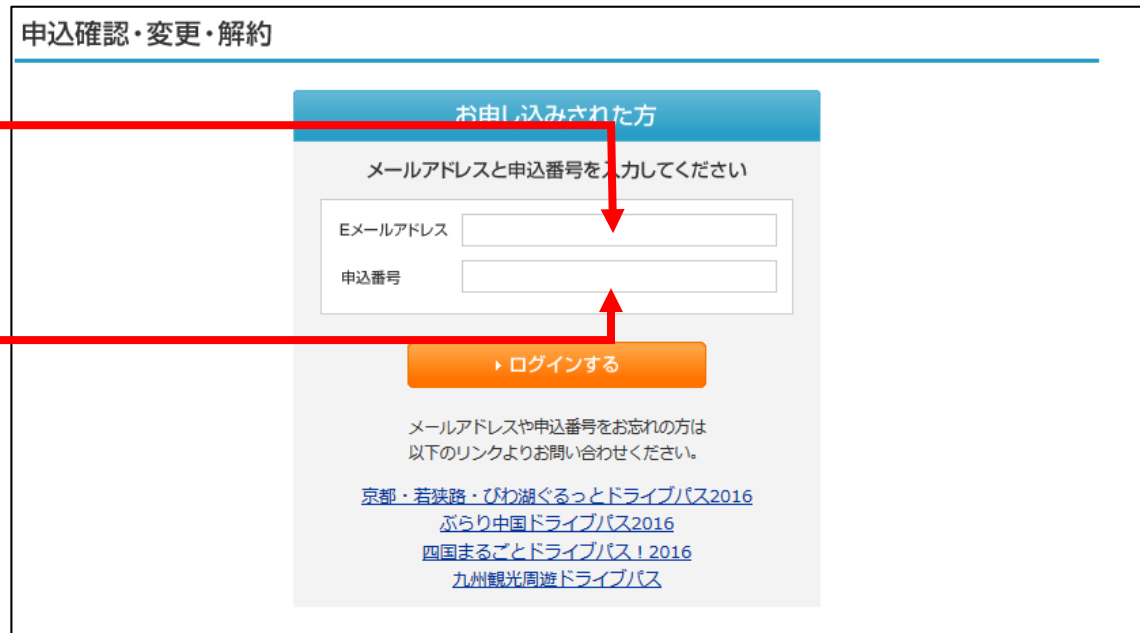 申込確認・変更・解約
お申し込みされた方
メールアドレスと申込番号を入力してください
Eメールアドレス
申込番号
ログインする
メールアドレスや申込番号をお忘れの方は
以下のリンクよりお問い合わせください。
京都・若狭路・びわ湖ぐるっとドライブパス2016
ぶらり中国ドライブパス2016
四国まるごとドライブパス！2016
九州観光周遊ドライブパス